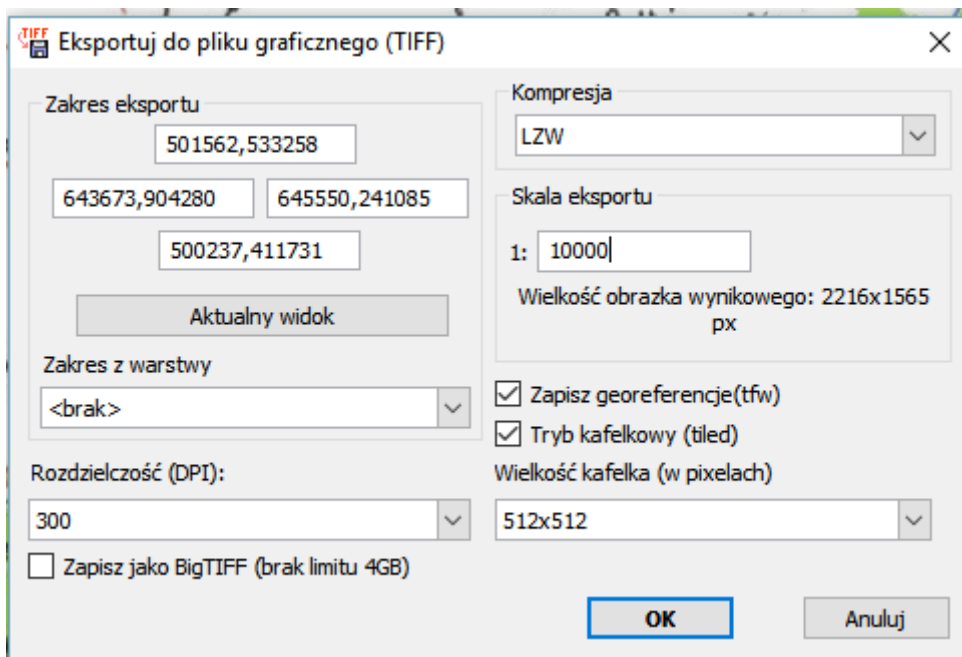 TIFF
Eksportuj do pliku graficznego (TIFF)
Zakres eksportu
501562,533258
643673,904280 645550,241085
500237,411731
Aktualny widok
Zakres z warstwy
<brak>
Rozdzielczość (DPI):
300
Zapisz jako BigTIFF (brak limitu 4GB)
Kompresja
LZW
Skala eksportu
1: 10000
Wielkość obrazka wynikowego: 2216x1565
px
Zapisz georeferencje(tfw)
Tryb kafelkowy (tiled)
Wielkość kafelka (w pixelach)
512x512
OK Anuluj